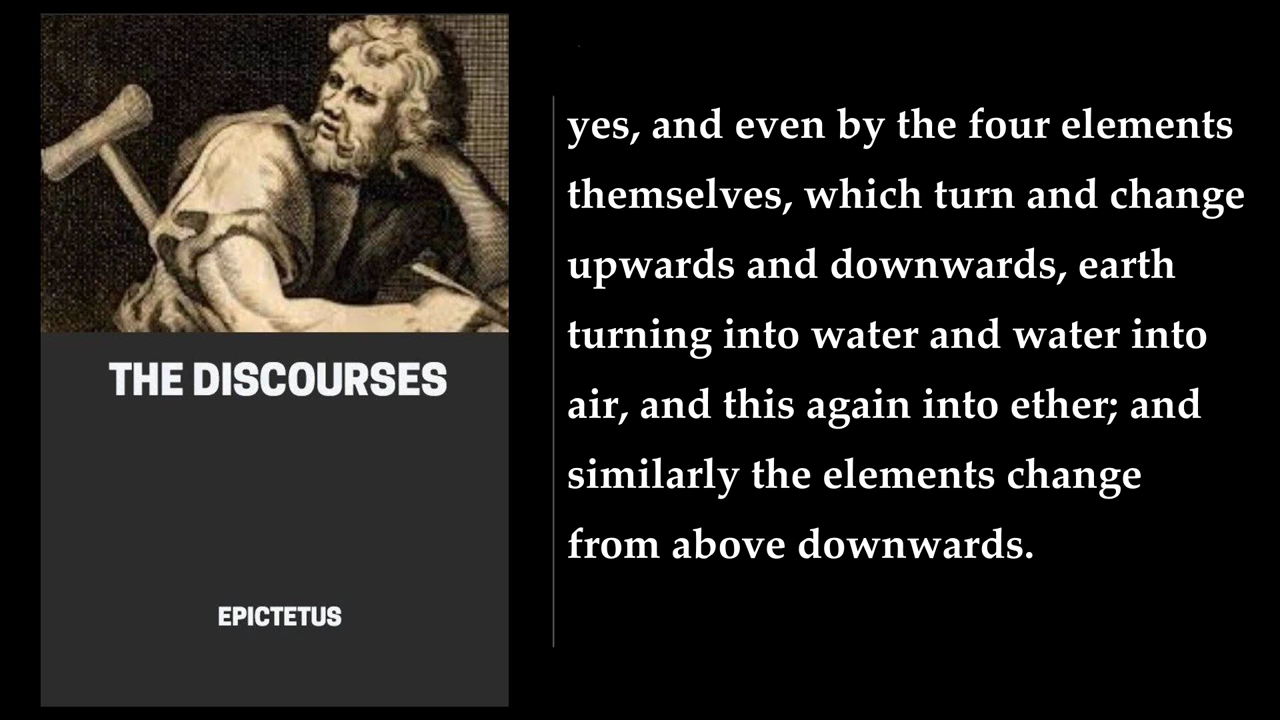 THE DISCOURSES
EPICTETUS
yes, and even by the four elements
themselves, which turn and change
upwards and downwards, earth
turning into water and water into
air, and this again into ether; and
similarly the elements change
from above downwards.